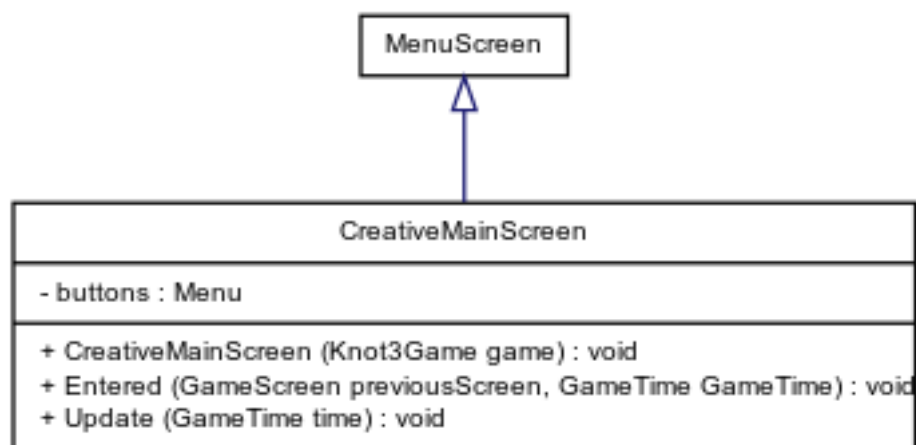 MenuScreen
CreativeMainScreen
- buttons : Menu
+ CreativeMainScreen (Knot3Game game) : void
+ Entered (GameScreen previousScreen, GameTime GameTime) : void
+ Update (GameTime time) : void